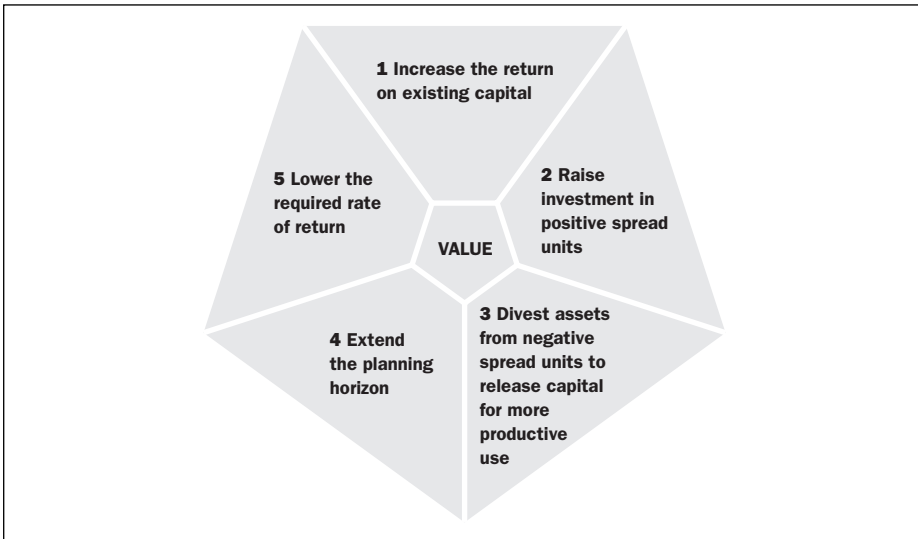 1 Increase the return
on existing capital
2 Raise
investment in
positive spread
units
3 Divest assets
from negative
spread units to
release capital
for more
productive
use
4 Extend
the planning
horizon
5 Lower the
required rate
of return
VALUE